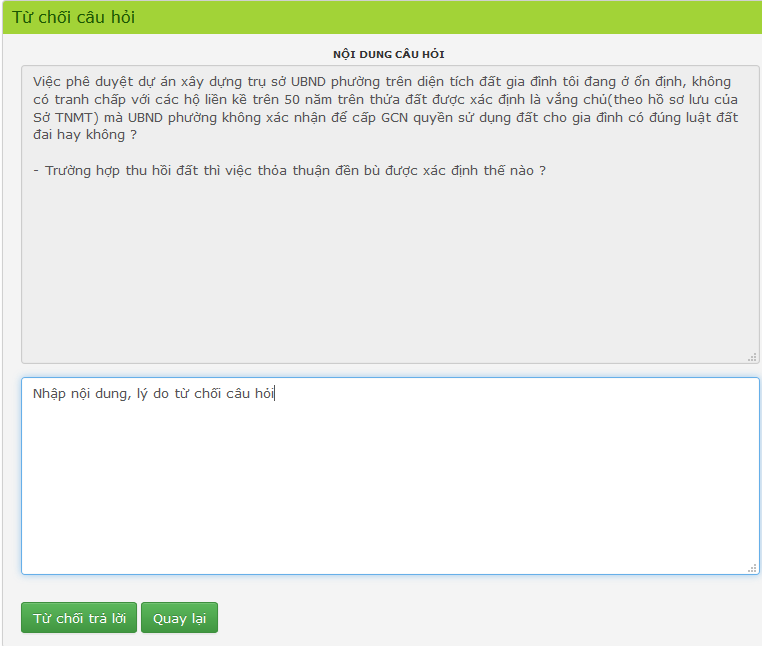 Từ chối câu hỏi
NỘI DUNG CÂU HỎI
Việc phê duyệt dự án xây dựng trụ sở UBND phường trên diện tích đất gia đình tôi đang ở ổn định, không
có tranh chấp với các hộ liền kề trên 50 năm trên thửa đất được xác định là vắng chủ(theo hồ sơ lưu của
Sở TNMT) mà UBND phường không xác nhận để cấp GCN quyền sử dụng đất cho gia đình có đúng luật đất
đai hay không ?
- Trường hợp thu hồi đất thì việc thỏa thuận đền bù được xác định thế nào ?
Nhập nội dung, lý do từ chối câu hỏi
Từ chối trả lời
Quay lại